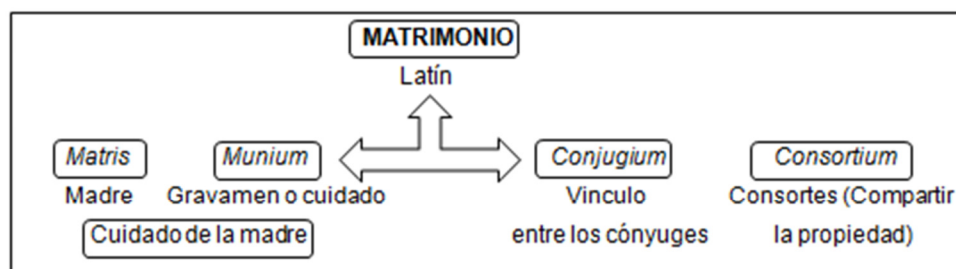 MATRIMONIO
Latín
Matris Munium Conjugium Consortium
Madre Gravamen o cuidado Vinculo Consortes (Compartir
Cuidado de la madre entre los cónyuges la propiedad)